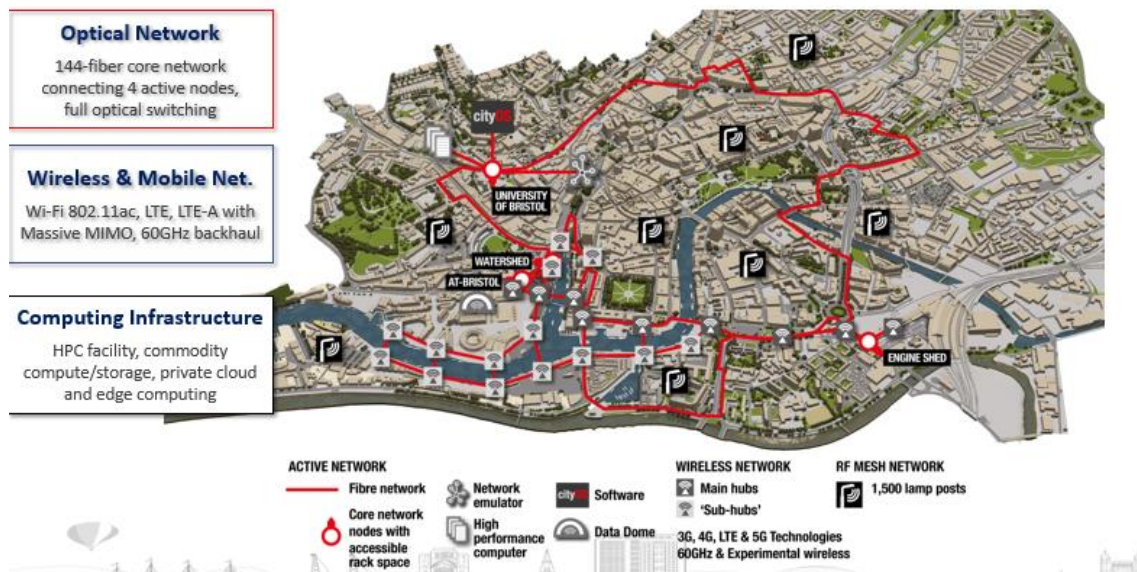 Optical Network
144-fiber core network
connecting 4 active nodes,
full optical switching
Wireless & Mobile Net.
Wi-Fi 802.11ac, LTE, LTE-A with
Massive MIMO, 60GHz backhaul
Computing Infrastructure
HPC facility, commodity
compute/storage, private cloud
and edge computing
cityOS
UNIVERSITY
OF BRISTOL
WATERSHED
AT-BRISTOL
ENGINE SHED
ACTIVE NETWORK
Fibre network
Core network
nodes with
accessible
rack space
Network
emulator
High
performance
computer
cityOS
Software
Data Dome
WIRELESS NETWORK
Main hubs
'Sub-hubs'
3G, 4G, LTE & 5G Technologies
60GHz & Experimental wireless
RF MESH NETWORK
1,500 lamp posts